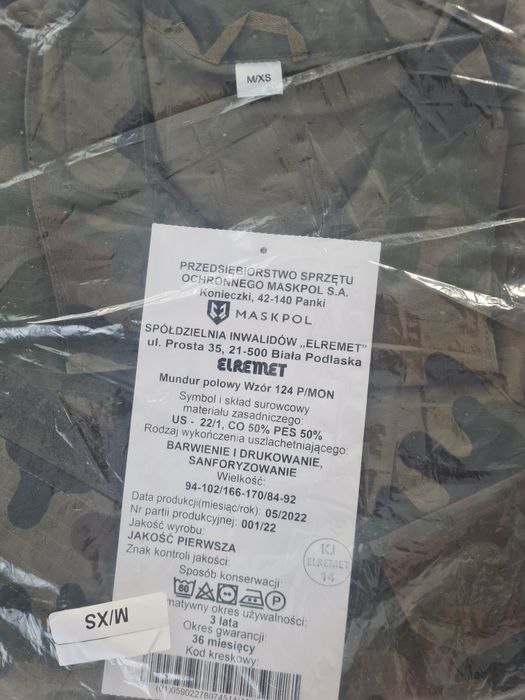 M/XS
PRZEDSIĘBIORSTWO SPRZĘTU
OCHRONNEGO MASKPOL S.A.
Konieczki, 42-140 Panki
MASKPOL
SPÓŁDZIELNIA INWALIDÓW „ELREMET"
ul. Prosta 35, 21-500 Biała Podlaska
ELREMET
Mundur polowy Wzór 124 P/MON
Symbol i skład surowcowy
materiału zasadniczego:
US - 22/1, CO 50% PES 50%
Rodzaj wykończenia uszlachetniającego:
BARWIENIE I DRUKOWANIE,
SANFORYZOWANIE
Wielkość:
94-102/166-170/84-92
Data produkcji(miesiąc/rok): 05/2022
Nr partii produkcyjnej: 001/22
Jakość wyrobu:
JAKOŚĆ PIERWSZA
Znak kontroli jakości:
KJ
ELREMET
14
Sposób konserwacji:
60 P
matywny okres używalności:
3 lata
Okres gwarancji:
36 miesięcy
Kod kreskowy:
M/XS